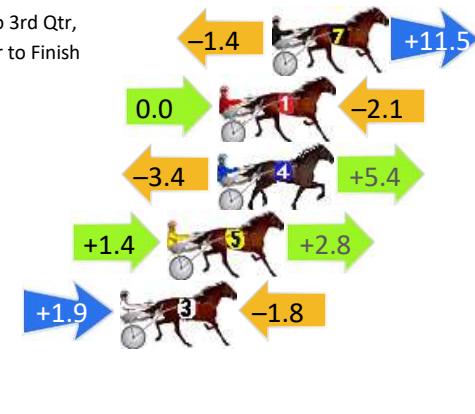 o 3rd Qtr,
r to Finish
–1.4 7 +11.5
0.0 1 –2.1
–3.4 4 +5.4
+1.4 5 +2.8
+1.9 3 –1.8